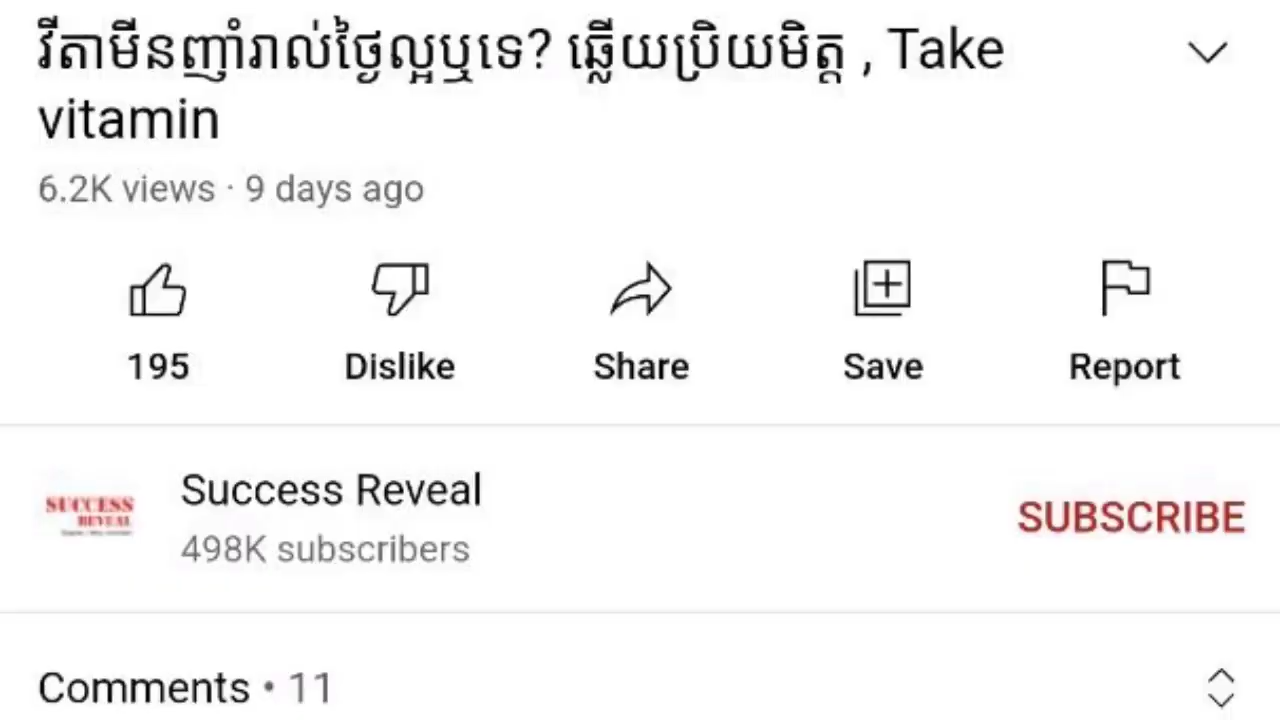 វីតាមីនញាំរាល់ថ្ងៃល្អឬទេ? ឆ្លើយប្រិយមិត្ត , Take
vitamin
6.2K views · 9 days ago
195
Dislike
Share
Save
Report
SUCCESS
REVEAL
Success Reveal
498K subscribers
SUBSCRIBE
Comments • 11